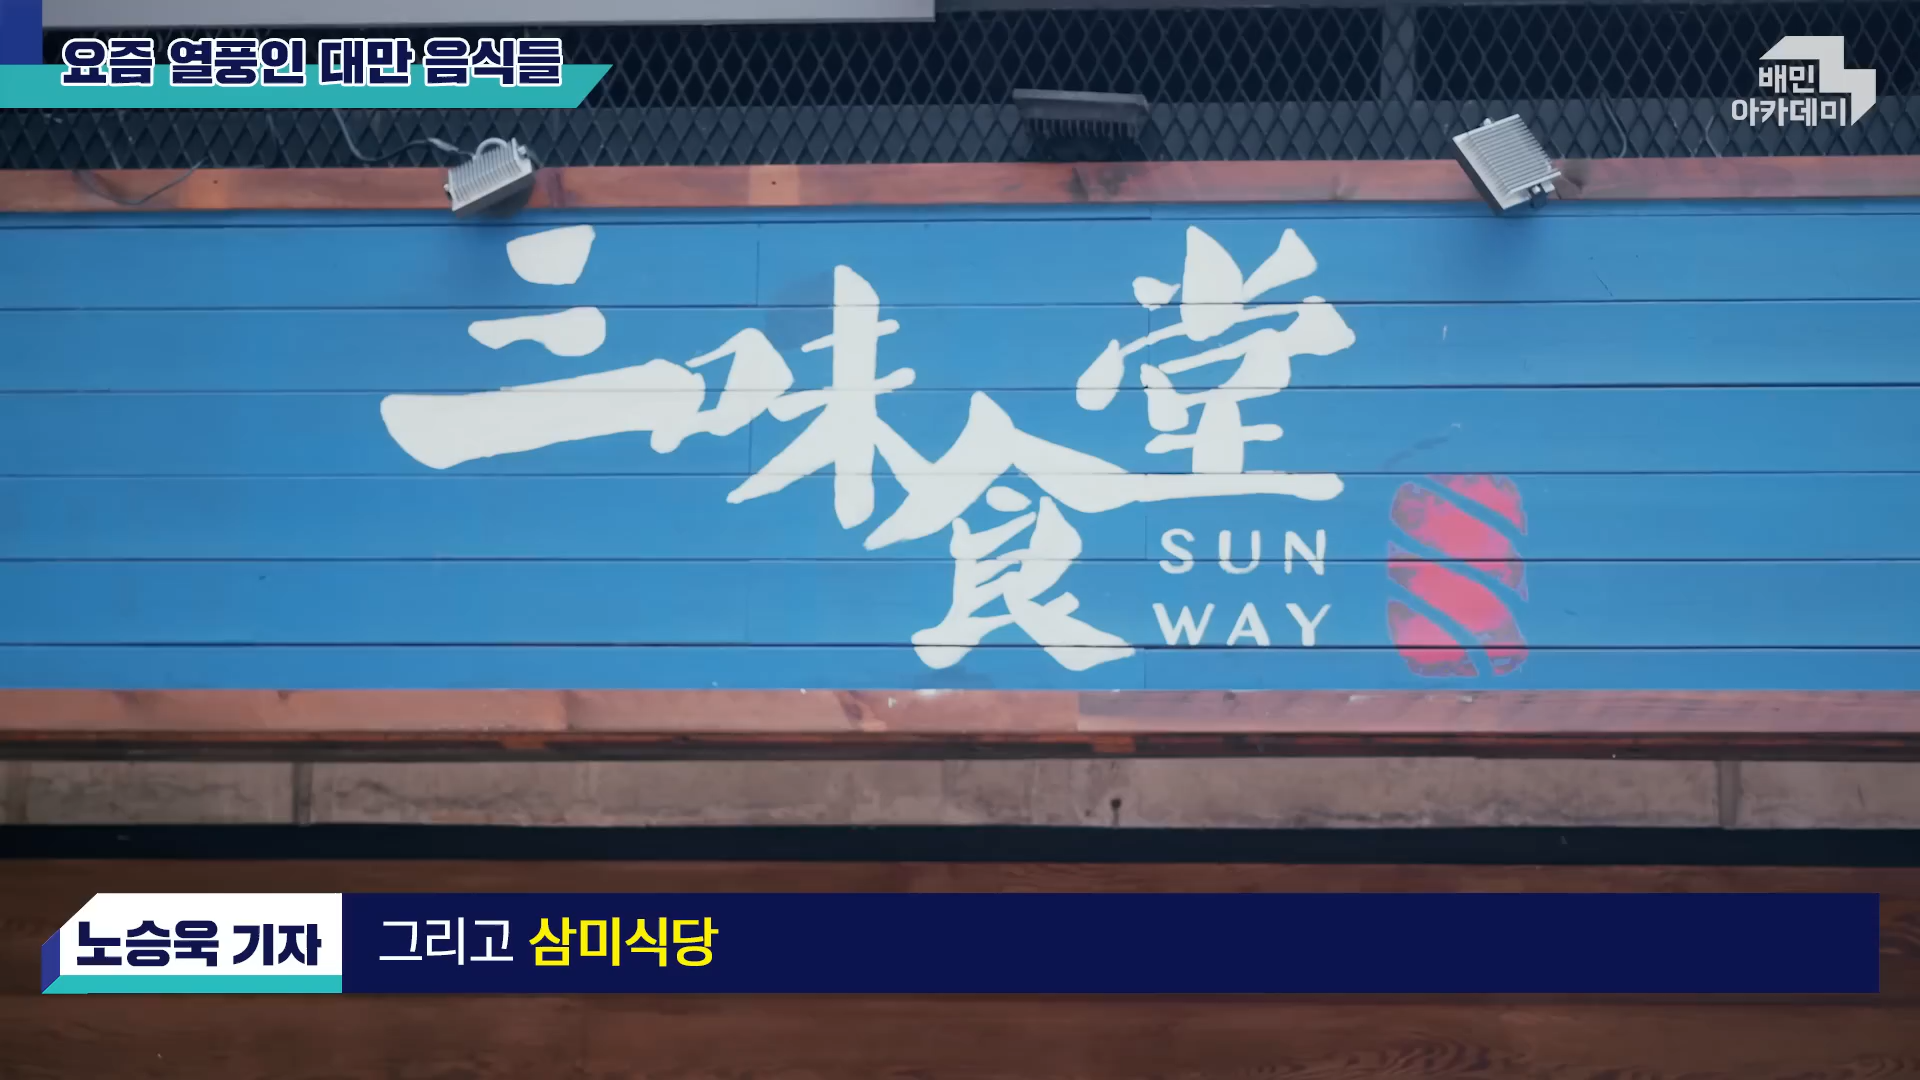 요즘 열풍인 대만 음식들
배민
아카데미
三味食堂
SUN
WAY
노승욱 기자
그리고 삼미식당